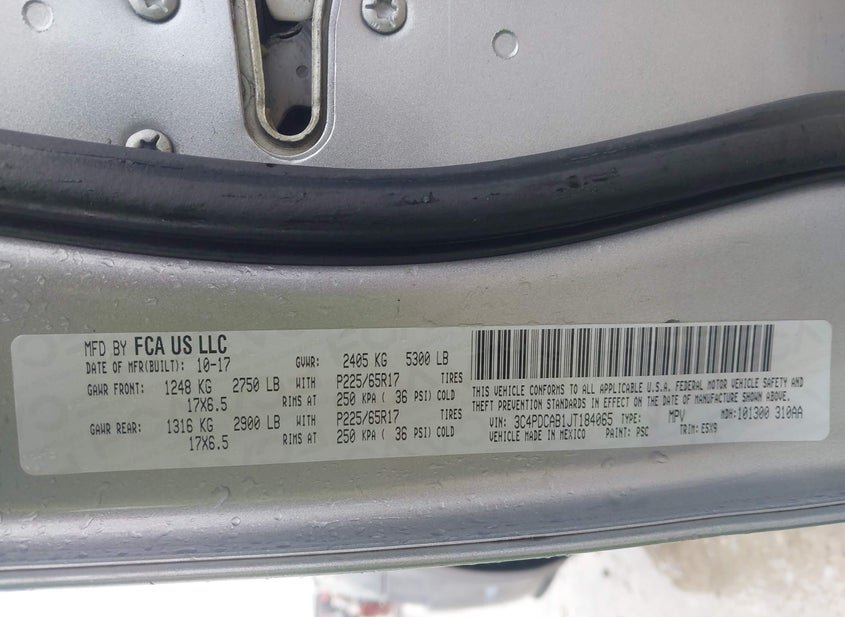 MFD BY FCA US LLC
DATE OF MFR(BUILT): 10-17 GVWR: 2405 KG 5300 LB
GAWR FRONT: 1248 KG 2750 LB WITH P225/65R17 TIRES
17X6.5 RIMS AT 250 KPA ( 36 PSI) COLD
GAWR REAR: 1316 KG 2900 LB WITH P225/65R17 TIRES
17X6.5 RIMS AT 250 KPA ( 36 PSI) COLD
THIS VEHICLE CONFORMS TO ALL APPLICABLE U.S.A. FEDERAL MOTOR VEHICLE SAFETY AND
THEFT PREVENTION STANDARDS IN EFFECT ON THE DATE OF MANUFACTURE SHOWN ABOVE.
VIN: 3C4PDCAB1JT184065 TYPE: MPV MDH:101300 310AA
VEHICLE MADE IN MEXICO PAINT: PSC TRIM: E5X9